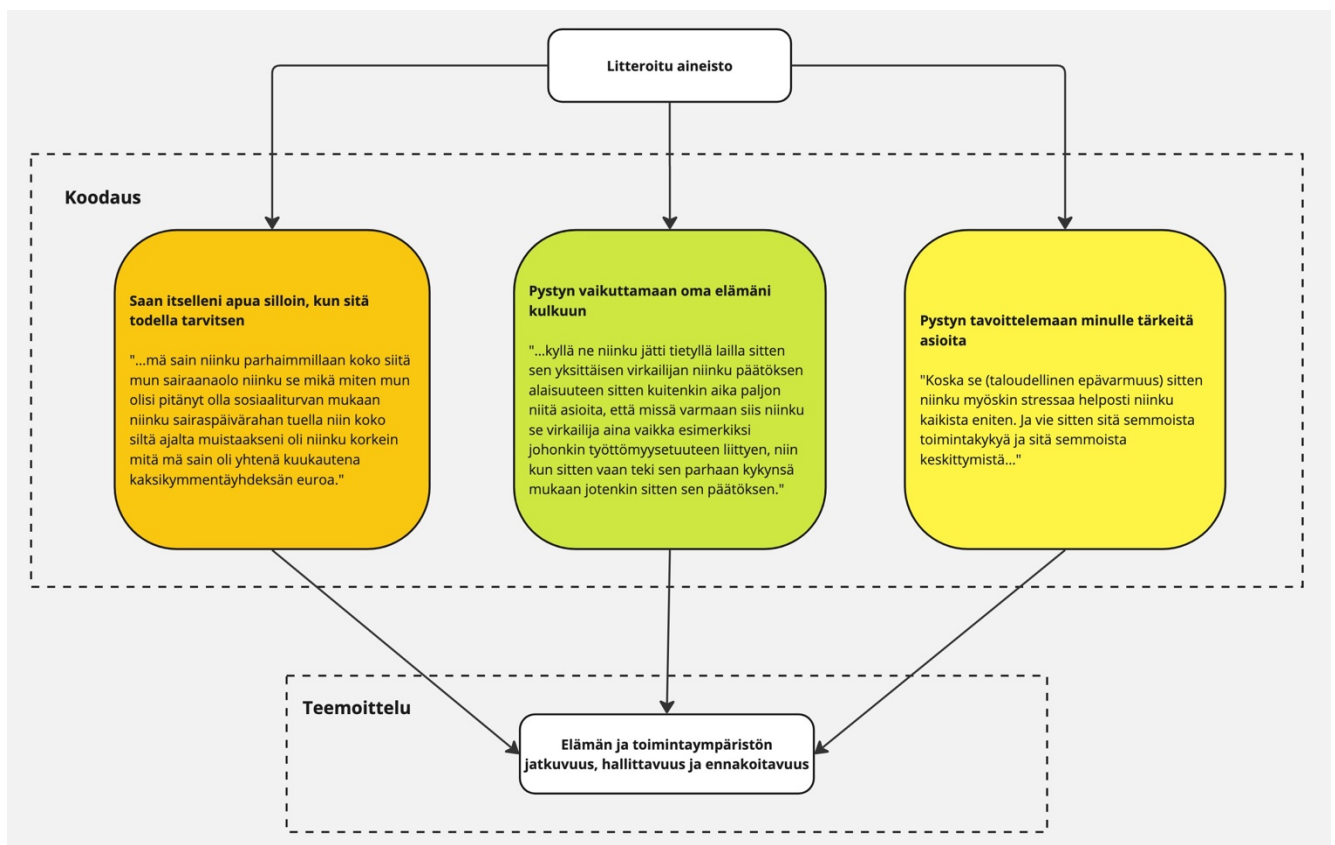 Litteroitu aineisto
Koodaus
Saan itselleni apua silloin, kun sitä
todella tarvitsen
"...mä sain niinku parhaimmillaan koko siitä
mun sairaanaolo niinku se mikä miten mun
olisi pitänyt olla sosiaaliturvan mukaan
niinku sairaspäivärahan tuella niin koko
siltä ajalta muistaakseni oli niinku korkein
mitä mä sain oli yhtenä kuukautena
kaksikymmentäyhdeksän euroa."
Pystyn vaikuttamaan oma elämäni
kulkuun
"...kyllä ne niinku jätti tietyllä lailla sitten
sen yksittäisen virkailijan niinku päätöksen
alaisuuteen sitten kuitenkin aika paljon
niitä asioita, että missä varmaan siis niinku
se virkailija aina vaikka esimerkiksi
johonkin työttömyysetuuteen liittyen, niin
kun sitten vaan teki sen parhaan kykynsä
mukaan jotenkin sitten sen päätöksen."
Pystyn tavoittelemaan minulle tärkeitä
asioita
"Koska se (taloudellinen epävarmuus) sitten
niinku myöskin stressaa helposti niinku
kaikista eniten. Ja vie sitten sitä semmoista
toimintakykyä ja sitä semmoista
keskittymistä..."
Teemoittelu
Elämän ja toimintaympäristön
jatkuvuus, hallittavuus ja ennakoitavuus